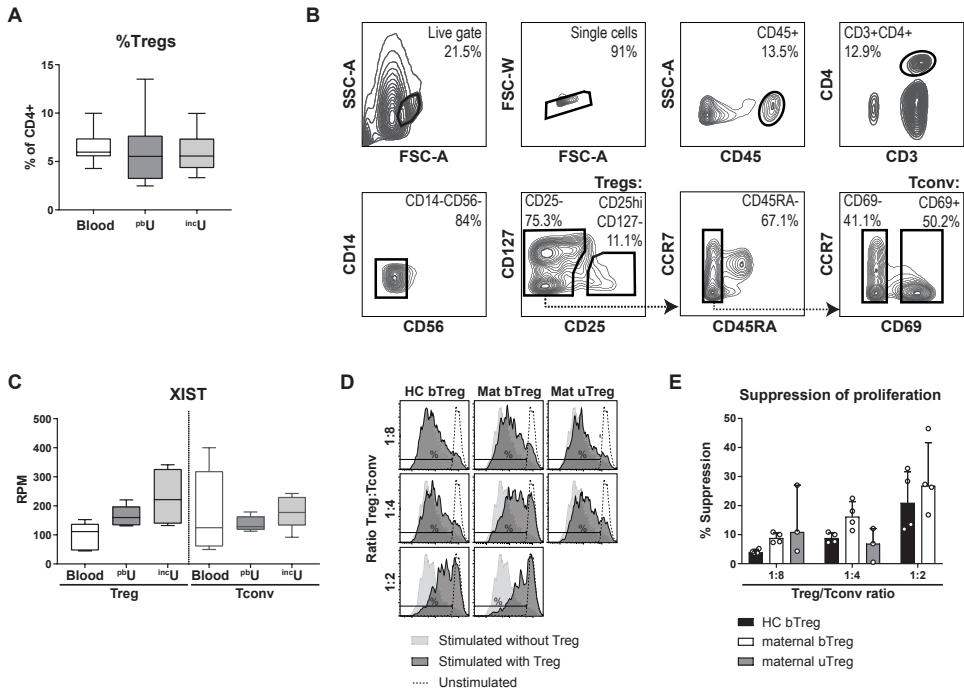 A
%Tregs
% of CD4+
15
10
5
0
Blood
pbU
incU
B
Live gate
21.5%
SSC-A
FSC-A
Single cells
91%
FSC-W
FSC-A
CD45+
13.5%
SSC-A
CD45
CD3+CD4+
12.9%
CD4
CD3
CD14-CD56-
84%
CD14
CD56
Tregs:
CD25-
75.3%
CD25hi
CD127-
11.1%
CD127
CD25
CD45RA-
67.1%
CCR7
CD45RA
Tconv:
CD69-
41.1%
CD69+
50.2%
CCR7
CD69
C
XIST
RPM
500
400
300
200
100
0
Blood
pbU
incU
Blood
pbU
incU
Treg
Tconv
D
HC bTreg Mat bTreg Mat uTreg
Ratio Treg:Tconv
1:8
% % %
1:4
% % %
1:2
% %
Stimulated without Treg
Stimulated with Treg
Unstimulated
E
Suppression of proliferation
% Suppression
50
40
30
20
10
0
1:8
1:4
1:2
Treg/Tconv ratio
HC bTreg
maternal bTreg
maternal uTreg